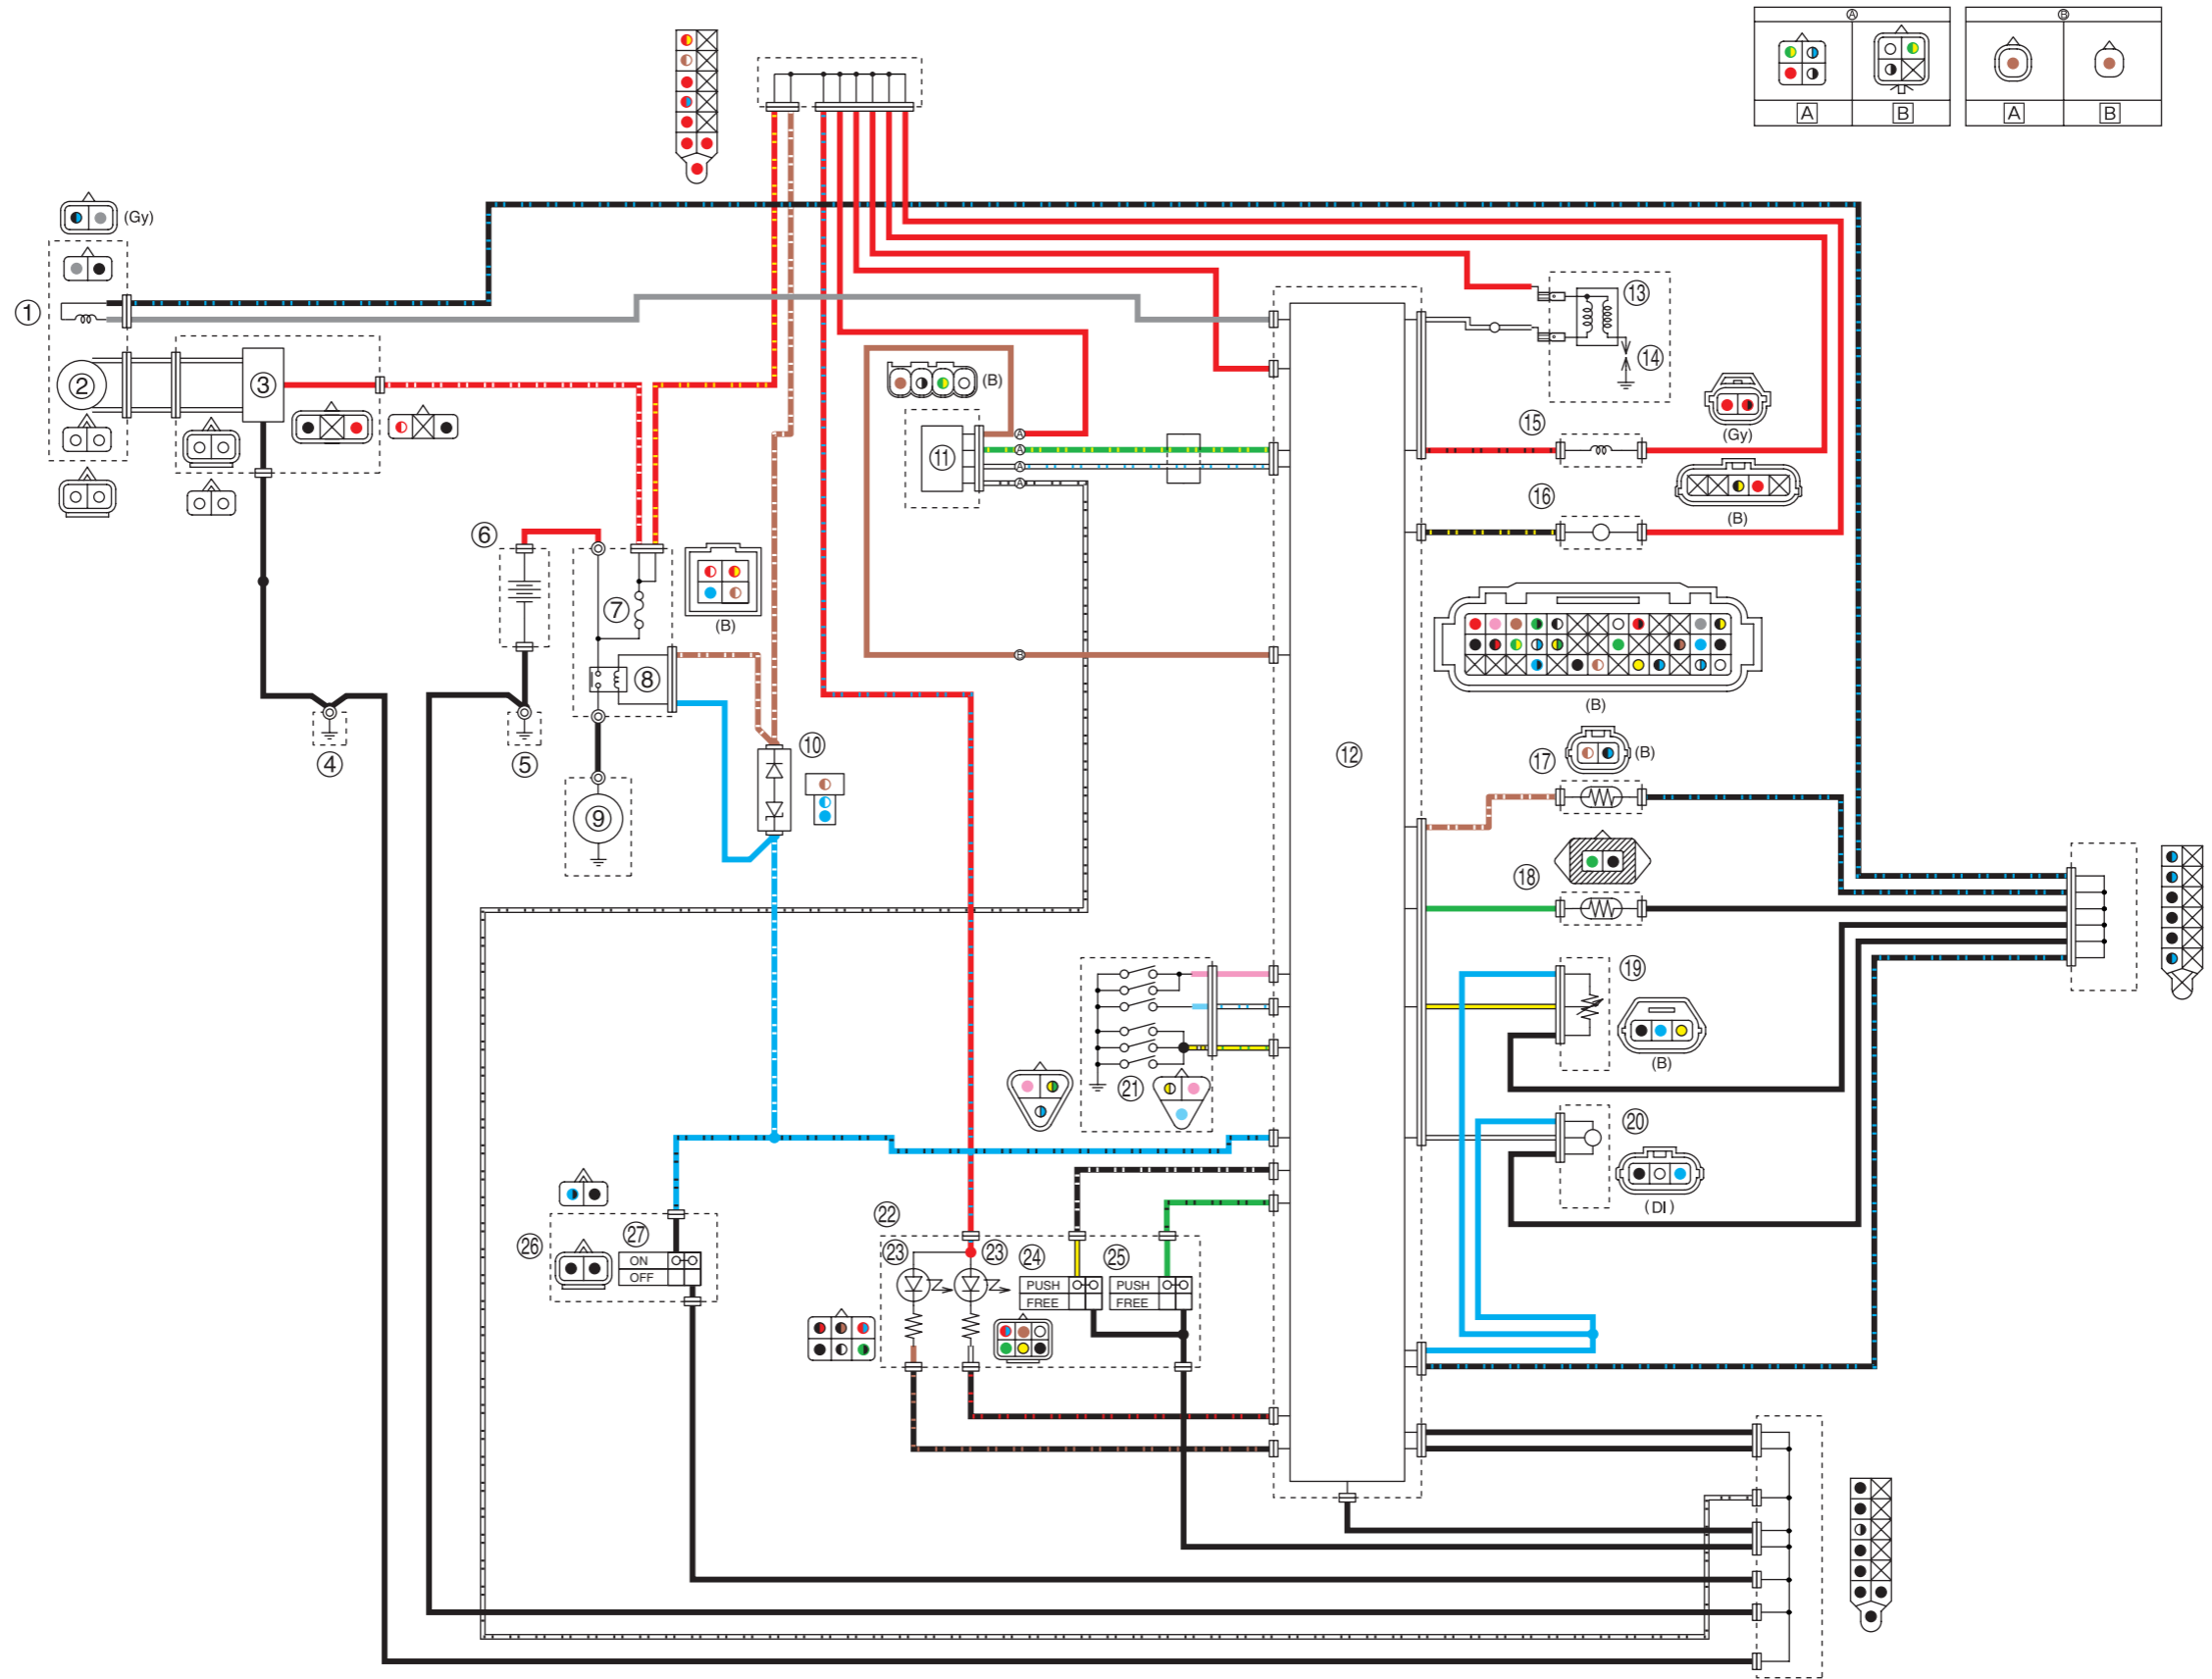 Ⓐ Ⓑ
A B A B
(Gy)
①
⑬
②
③
⑭
(B)
⑮
(Gy)
Ⓐ
Ⓐ
⑪
Ⓐ
Ⓐ
⑯
⑥
(B)
⑦
(B)
Ⓑ
⑧
(B)
④
⑤
⑩
⑫
⑰
(B)
⑨
⑱
⑲
(B)
㉑
⑳
(DI)
㉒
㉖
㉗
ON
OFF
㉓
㉓
㉔
㉕
PUSH
FREE
PUSH
FREE